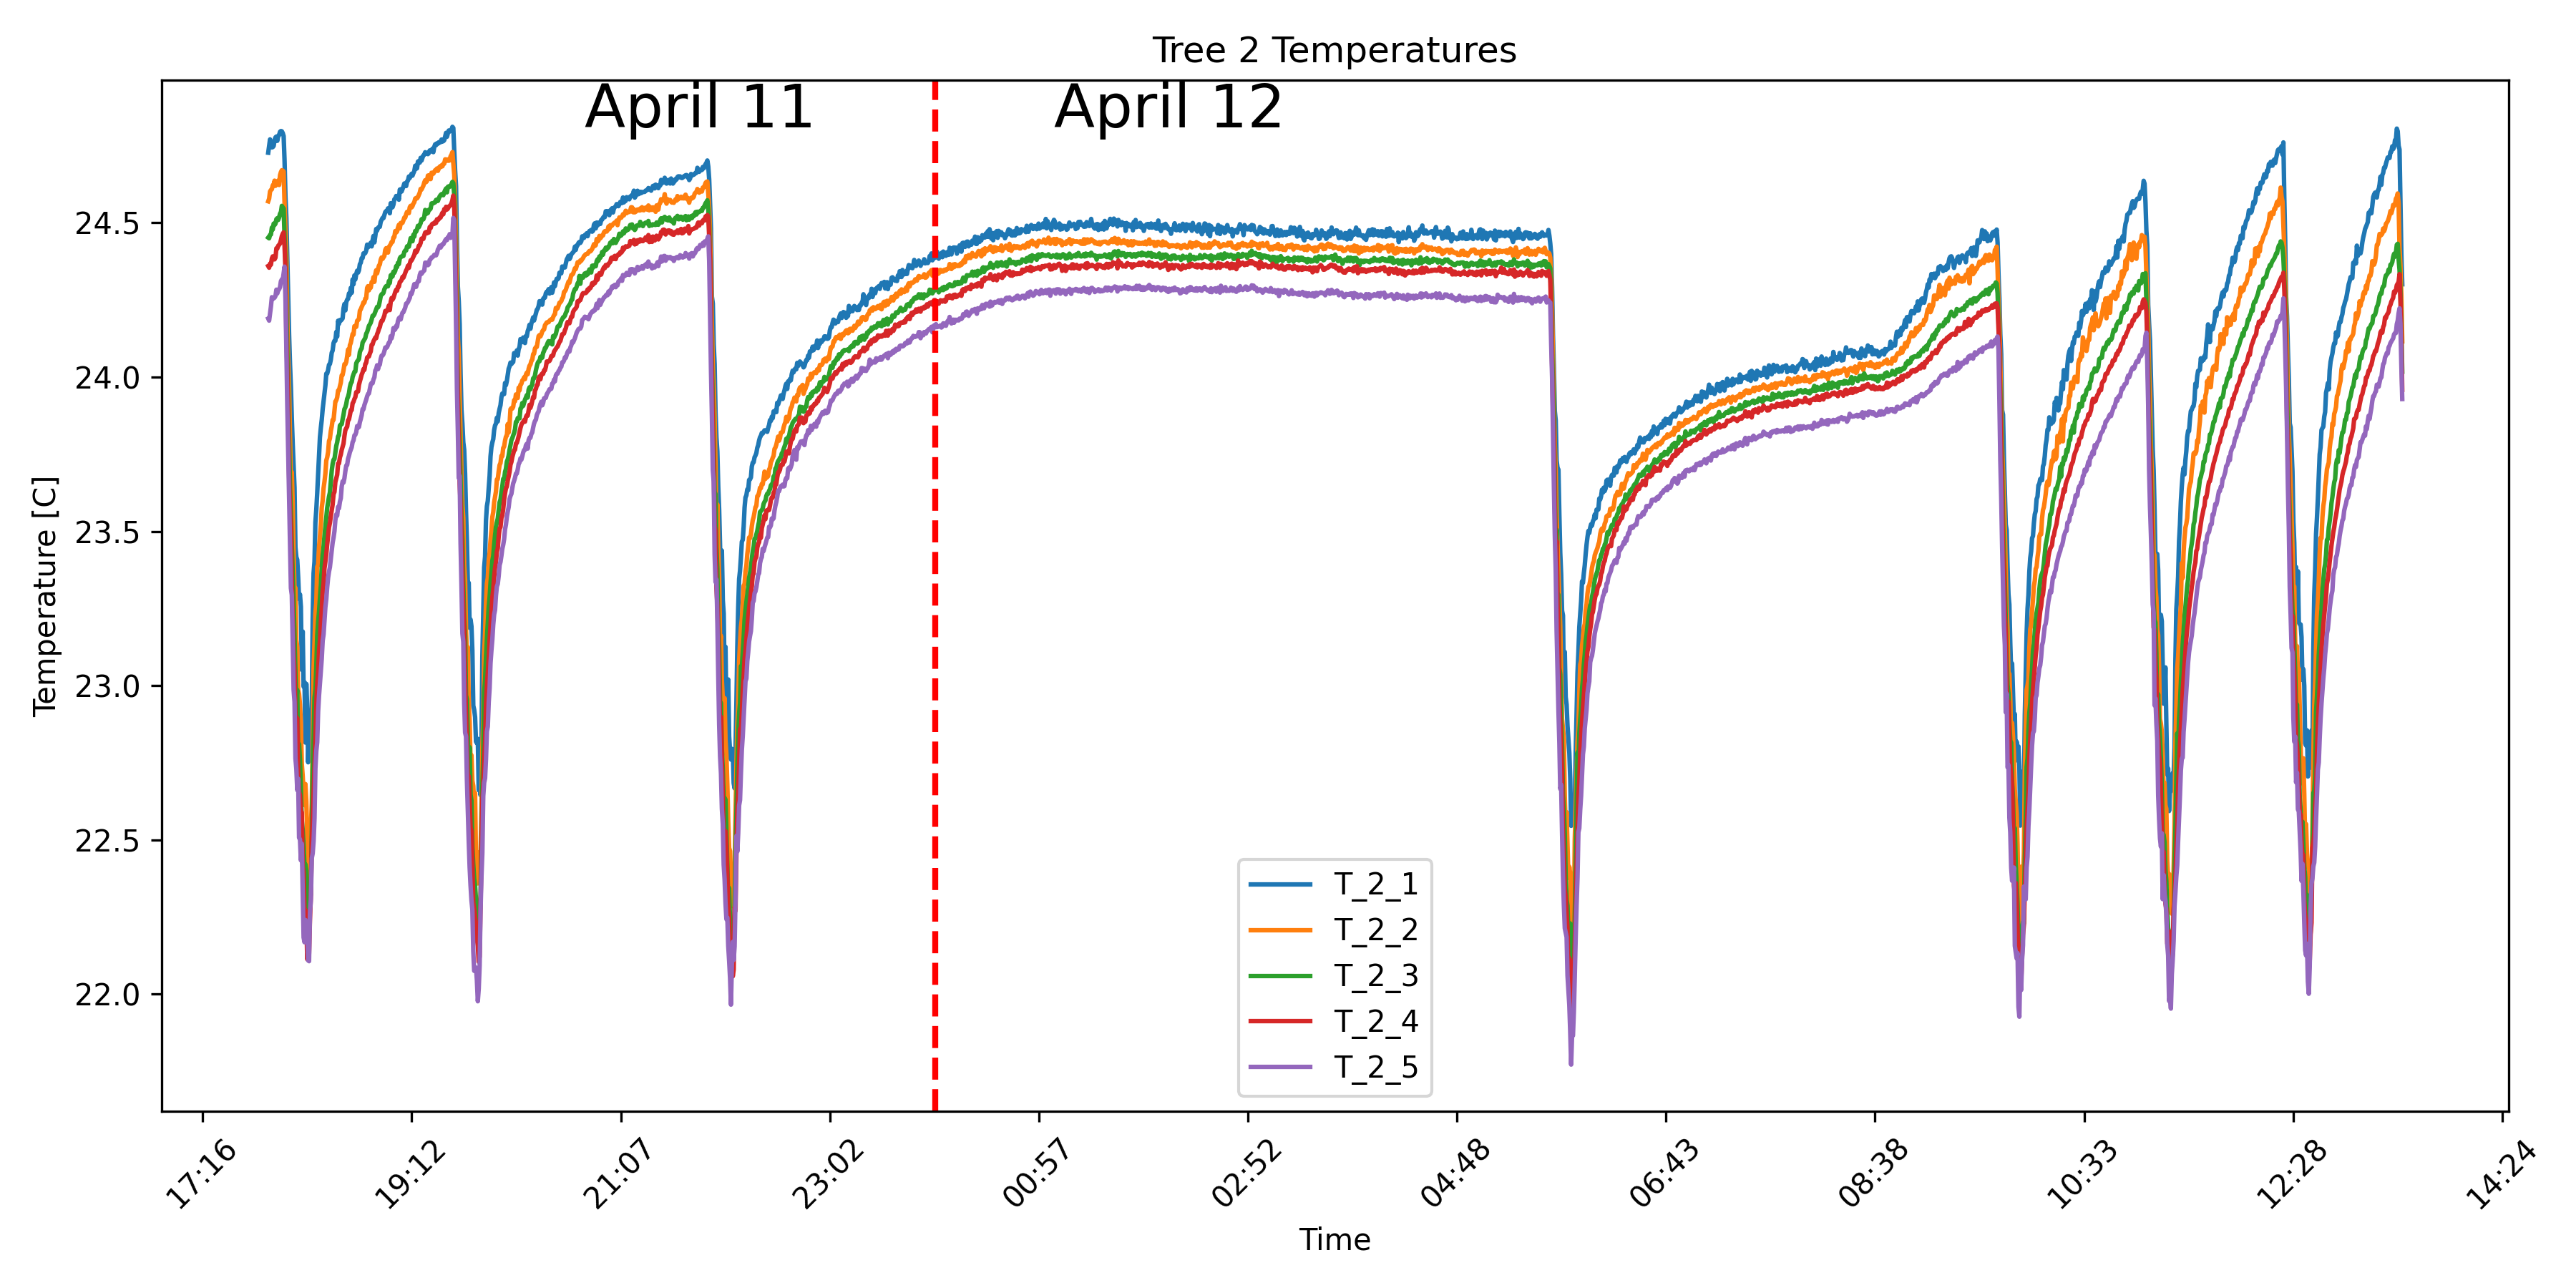 Tree 2 Temperatures
April 11
April 12
Temperature [C]
24.5
24.0
23.5
23.0
22.5
22.0
T_2_1
T_2_2
T_2_3
T_2_4
T_2_5
17:16
19:12
21:07
23:02
00:57
02:52
04:48
06:43
08:38
10:33
12:28
14:24
Time